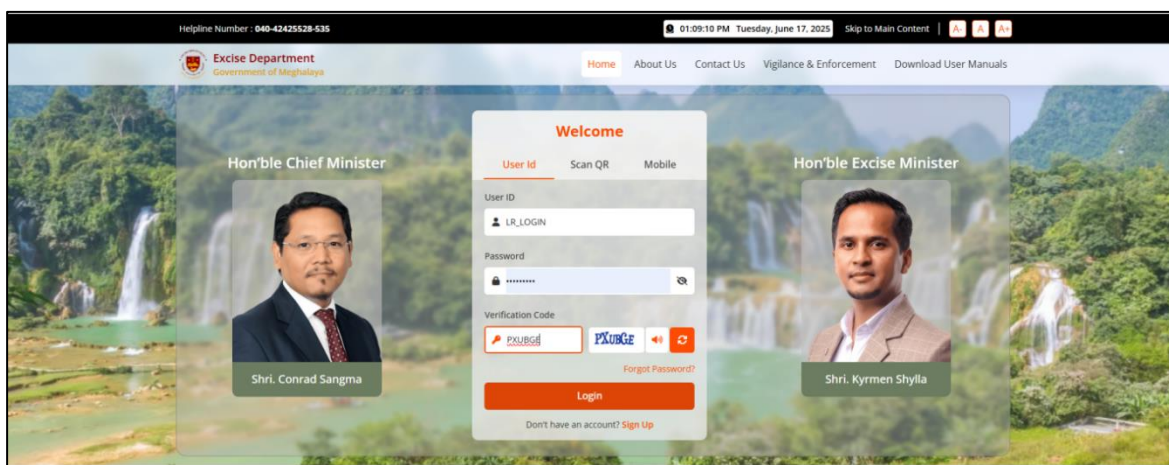 Helpline Number : 040-42425528-535
01:09:10 PM Tuesday, June 17, 2025
Skip to Main Content |
A-
A
A+
Excise Department
Government of Meghalaya
Home About Us Contact Us Vigilance & Enforcement Download User Manuals
Hon'ble Chief Minister
Shri. Conrad Sangma
Welcome
User Id Scan QR Mobile
User ID
LR_LOGIN
Password
•••••••••
Verification Code
PXUBGE PXUBGE
Forgot Password?
Login
Don't have an account? Sign Up
Hon'ble Excise Minister
Shri. Kyrmen Shylla